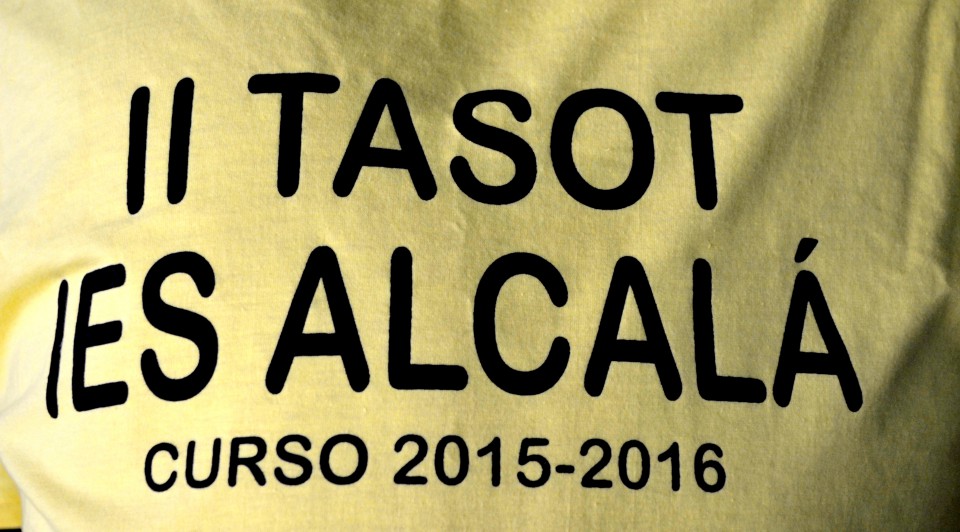 II TASOT
IES ALCALÁ
CURSO 2015-2016